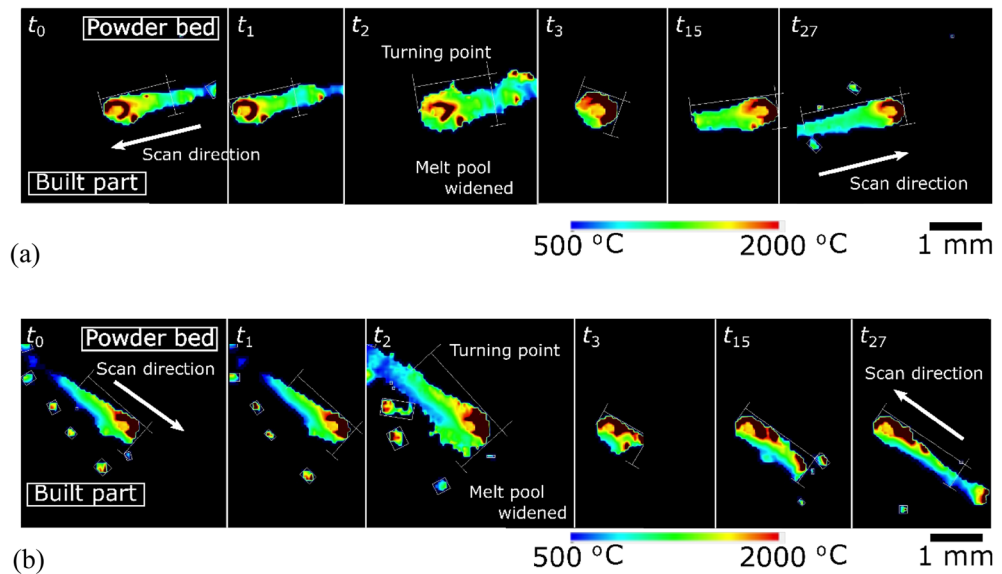 t₀ Powder bed t₁ t₂ t₃ t₁₅ t₂₇
Turning point
Scan direction
Melt pool
widened
Scan direction
Built part
500 °C 2000 °C 1 mm
(a)
t₀ Powder bed t₁ t₂ t₃ t₁₅ t₂₇
Turning point
Scan direction
Scan direction
Built part
Melt pool
widened
500 °C 2000 °C 1 mm
(b)